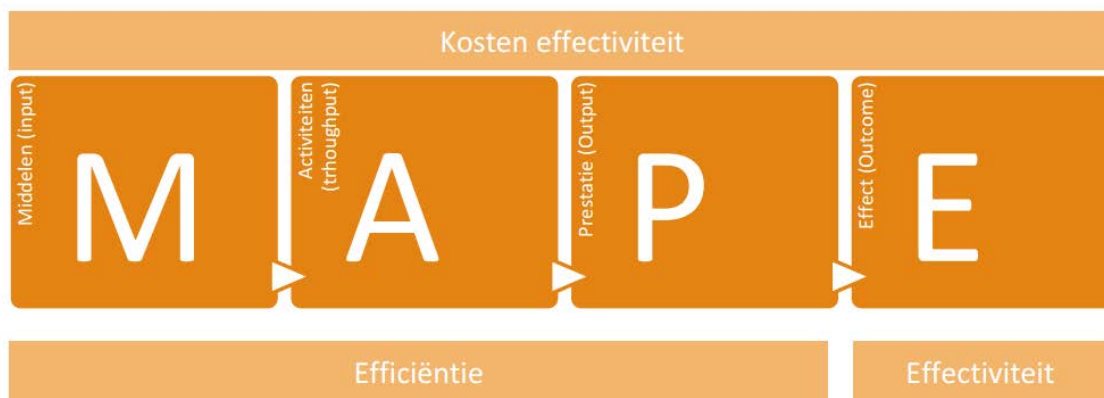 Kosten effectiviteit
Middelen (input)
M
Activiteiten
(trhoughput)
A
Prestatie (Output)
P
Effect (Outcome)
E
Efficiëntie
Effectiviteit